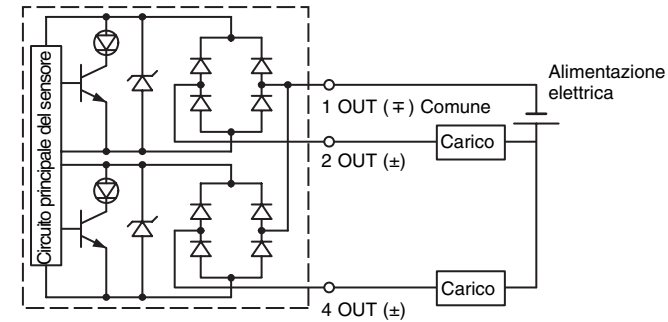 Circuito principale del sensore
Alimentazione
elettrica
1 OUT (∓) Comune
Carico
2 OUT (±)
Carico
4 OUT (±)